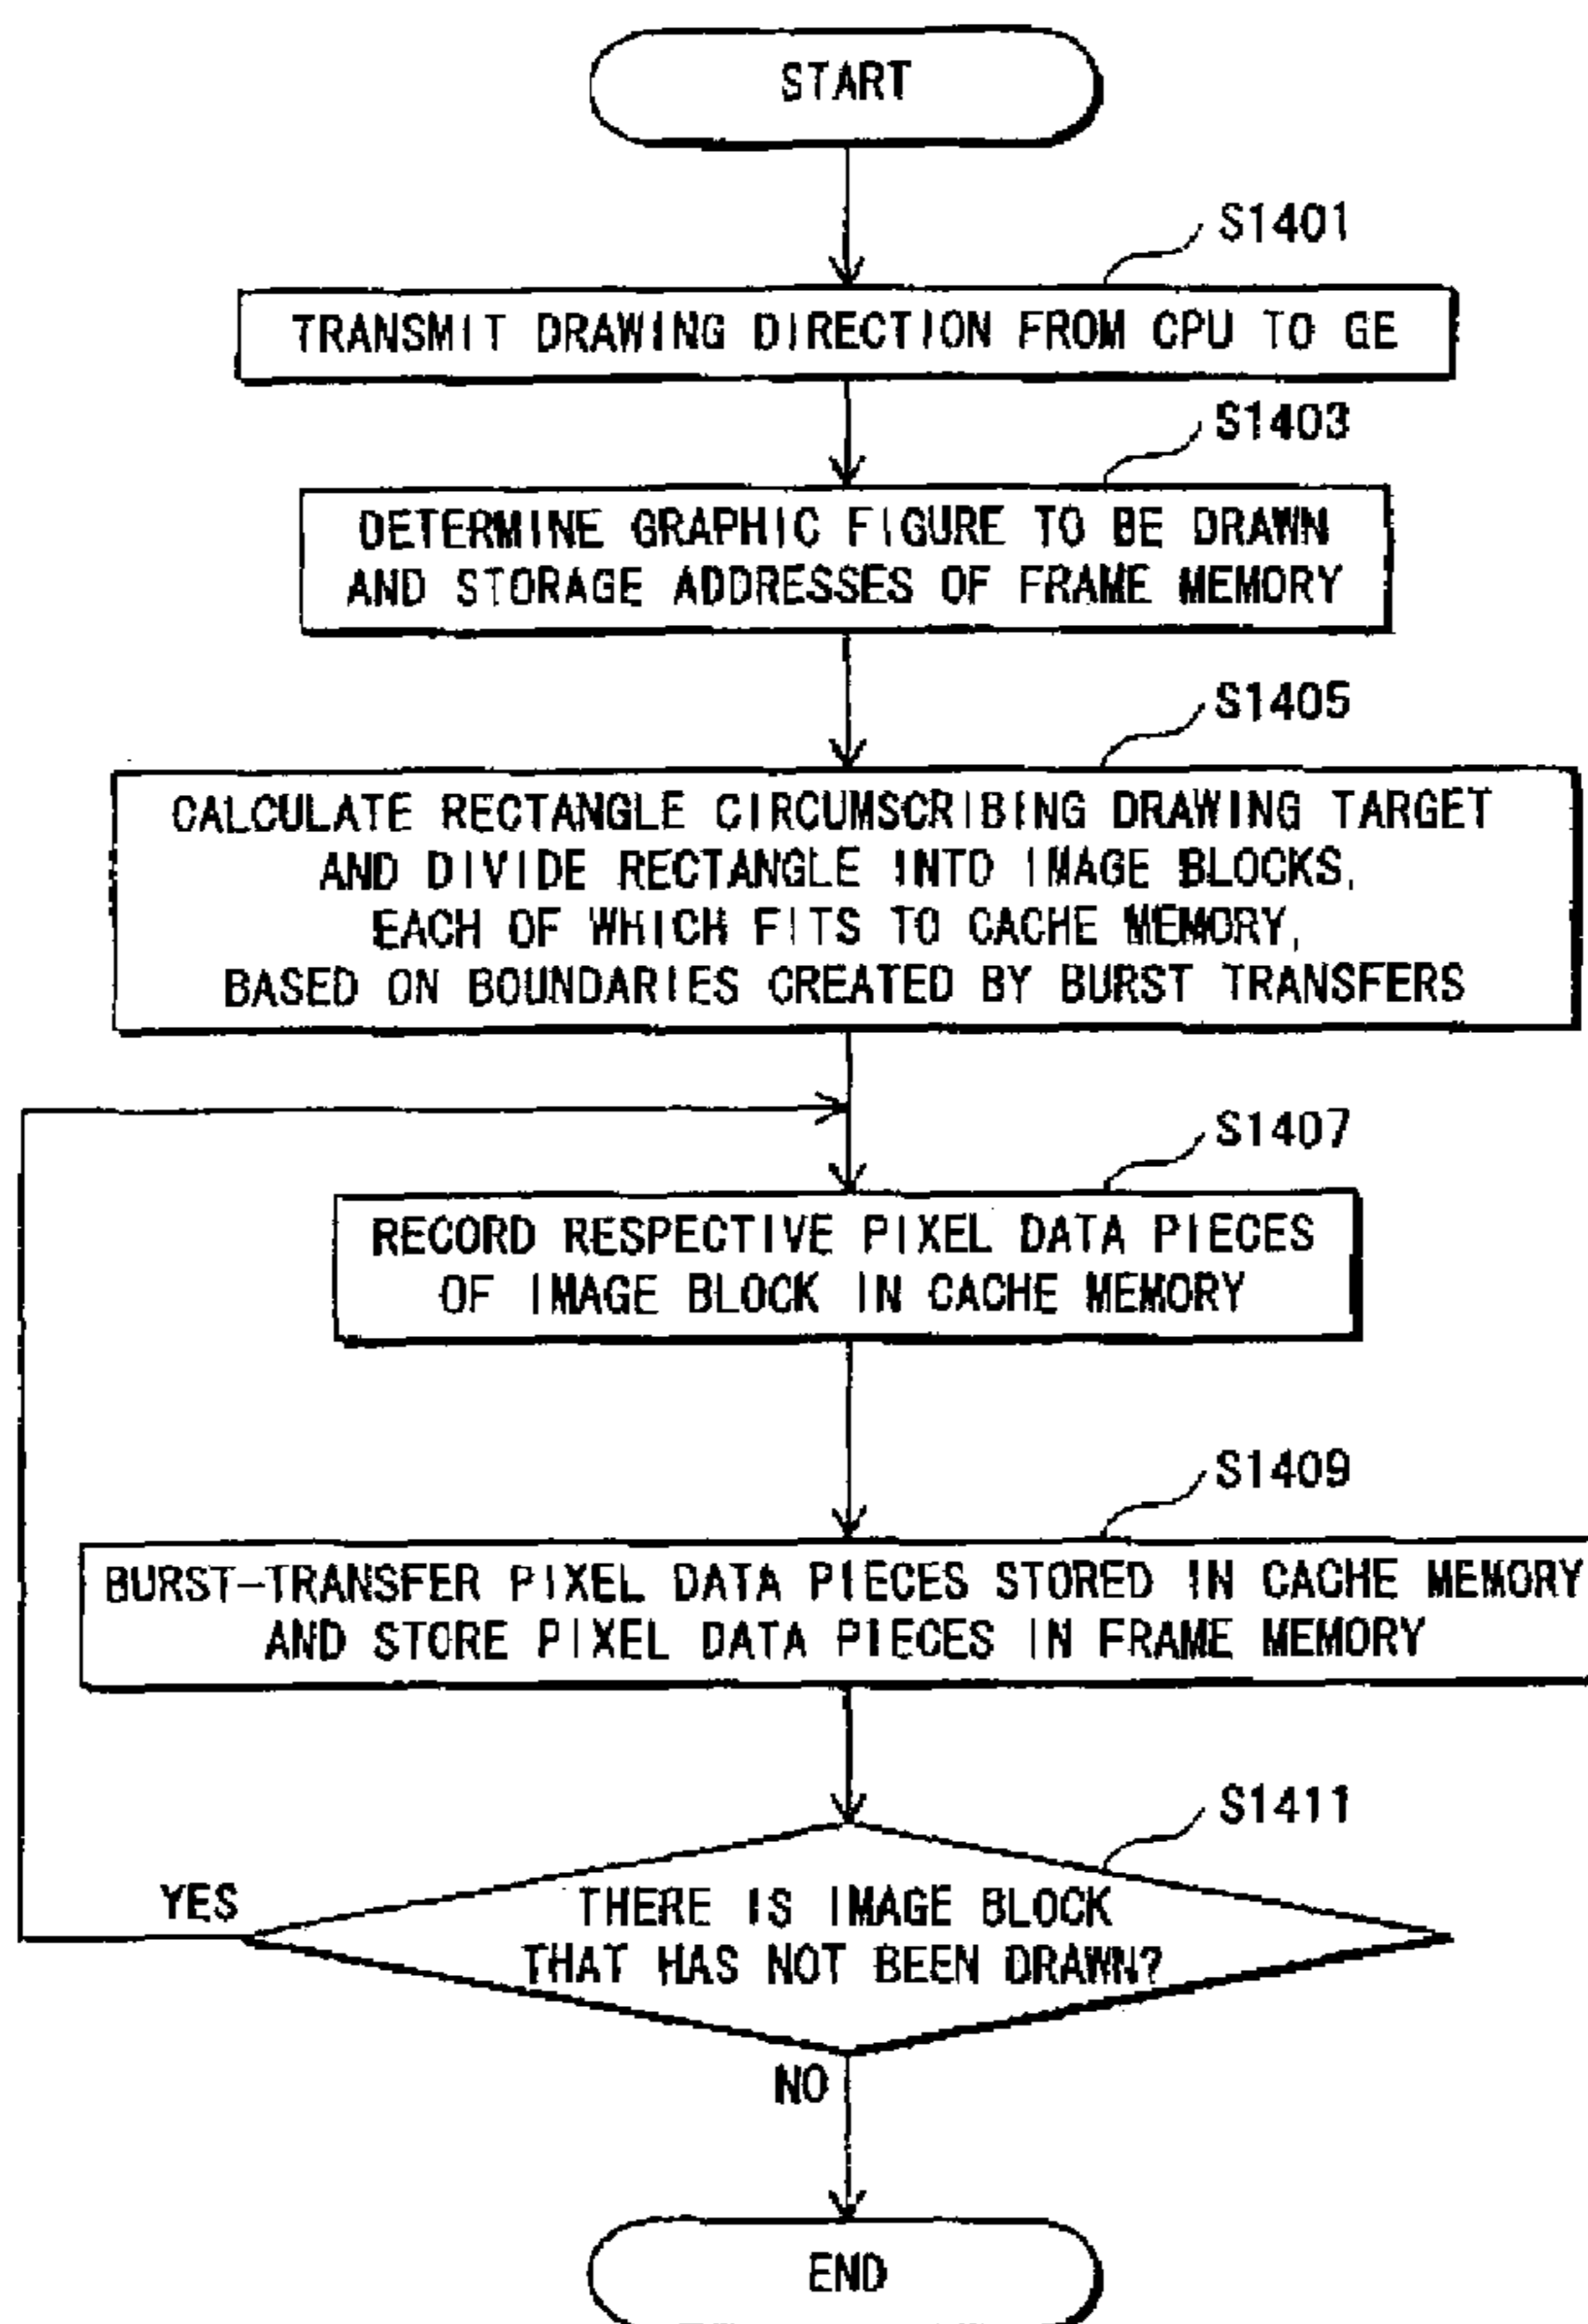 START
S1401
TRANSMIT DRAWING DIRECTION FROM CPU TO GE
S1403
DETERMINE GRAPHIC FIGURE TO BE DRAWN
AND STORAGE ADDRESSES OF FRAME MEMORY
S1405
CALCULATE RECTANGLE CIRCUMSCRIBING DRAWING TARGET
AND DIVIDE RECTANGLE INTO IMAGE BLOCKS,
EACH OF WHICH FITS TO CACHE MEMORY,
BASED ON BOUNDARIES CREATED BY BURST TRANSFERS
S1407
RECORD RESPECTIVE PIXEL DATA PIECES
OF IMAGE BLOCK IN CACHE MEMORY
S1409
BURST-TRANSFER PIXEL DATA PIECES STORED IN CACHE MEMORY
AND STORE PIXEL DATA PIECES IN FRAME MEMORY
S1411
YES
THERE IS IMAGE BLOCK
THAT HAS NOT BEEN DRAWN?
NO
END